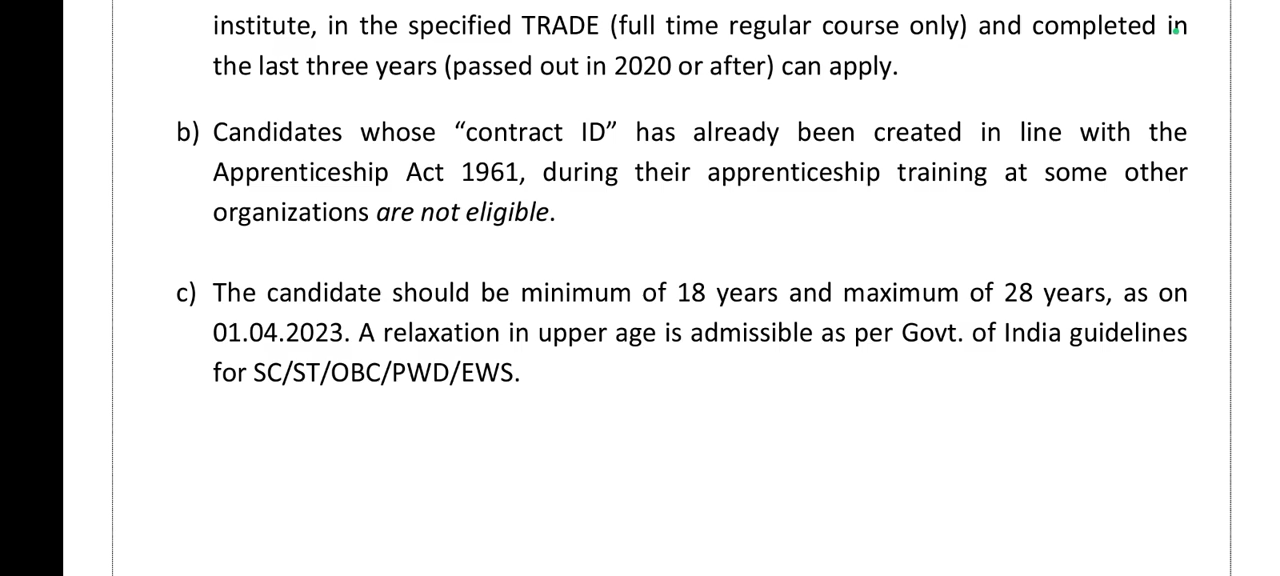 institute, in the specified TRADE (full time regular course only) and completed in
the last three years (passed out in 2020 or after) can apply.
b) Candidates whose “contract ID” has already been created in line with the
Apprenticeship Act 1961, during their apprenticeship training at some other
organizations are not eligible.
c) The candidate should be minimum of 18 years and maximum of 28 years, as on
01.04.2023. A relaxation in upper age is admissible as per Govt. of India guidelines
for SC/ST/OBC/PWD/EWS.